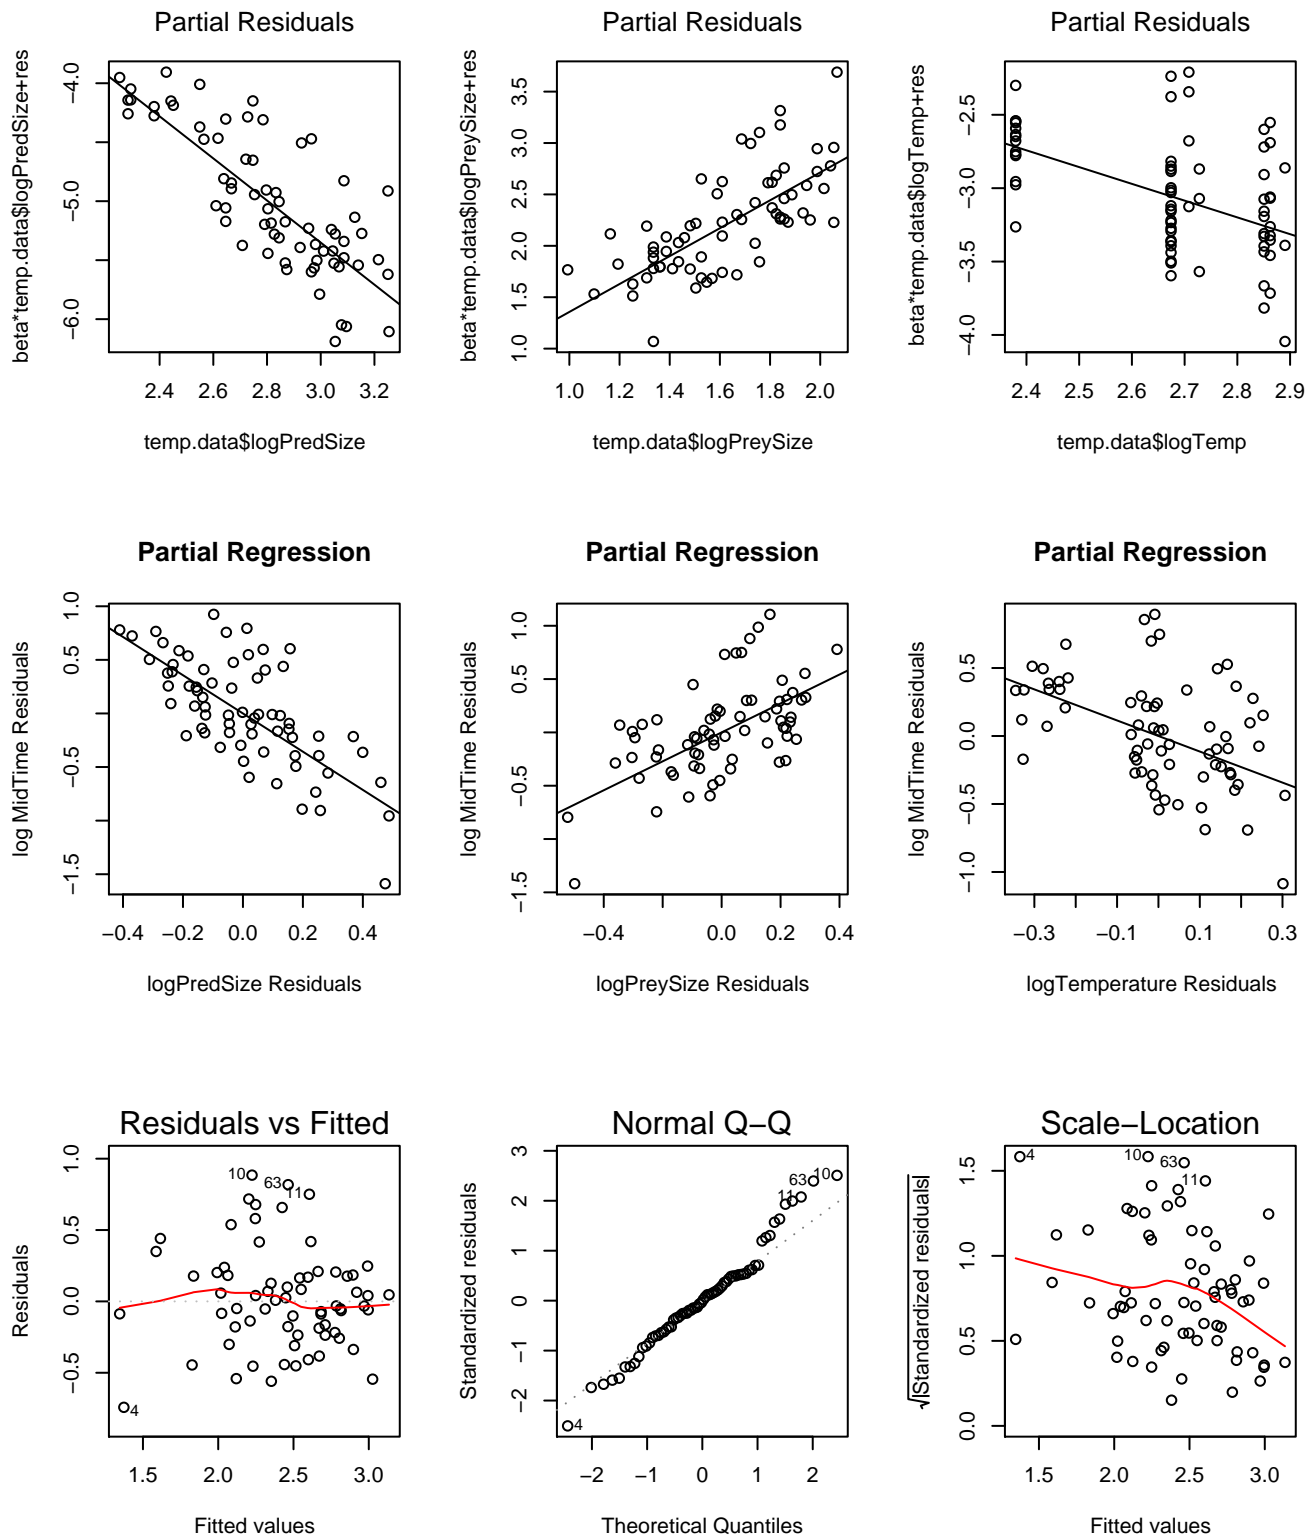 Partial Residuals
beta*temp.data$logPredSize+res
−4.0
−5.0
−6.0
2.4 2.6 2.8 3.0 3.2
temp.data$logPredSize
Partial Residuals
beta*temp.data$logPreySize+res
3.5
3.0
2.5
2.0
1.5
1.0
1.0 1.2 1.4 1.6 1.8 2.0
temp.data$logPreySize
Partial Residuals
beta*temp.data$logTemp+res
−2.5
−3.0
−3.5
−4.0
2.4 2.5 2.6 2.7 2.8 2.9
temp.data$logTemp
Partial Regression
log MidTime Residuals
1.0
0.5
−0.5
−1.5
−0.4 −0.2 0.0 0.2 0.4
logPredSize Residuals
Partial Regression
log MidTime Residuals
1.0
0.5
−0.5
−1.5
−0.4 0.0 0.2 0.4
logPreySize Residuals
Partial Regression
log MidTime Residuals
0.5
0.0
−0.5
−1.0
−0.3 −0.1 0.1 0.3
logTemperature Residuals
Residuals vs Fitted
Residuals
1.0
0.5
0.0
−0.5
10
63
11
4
1.5 2.0 2.5 3.0
Fitted values
Normal Q−Q
Standardized residuals
3
2
1
0
−1
−2
63
10
11
4
−2 −1 0 1 2
Theoretical Quantiles
Scale−Location
√|Standardized residuals|
1.5
1.0
0.5
0.0
4
10
63
11
1.5 2.0 2.5 3.0
Fitted values